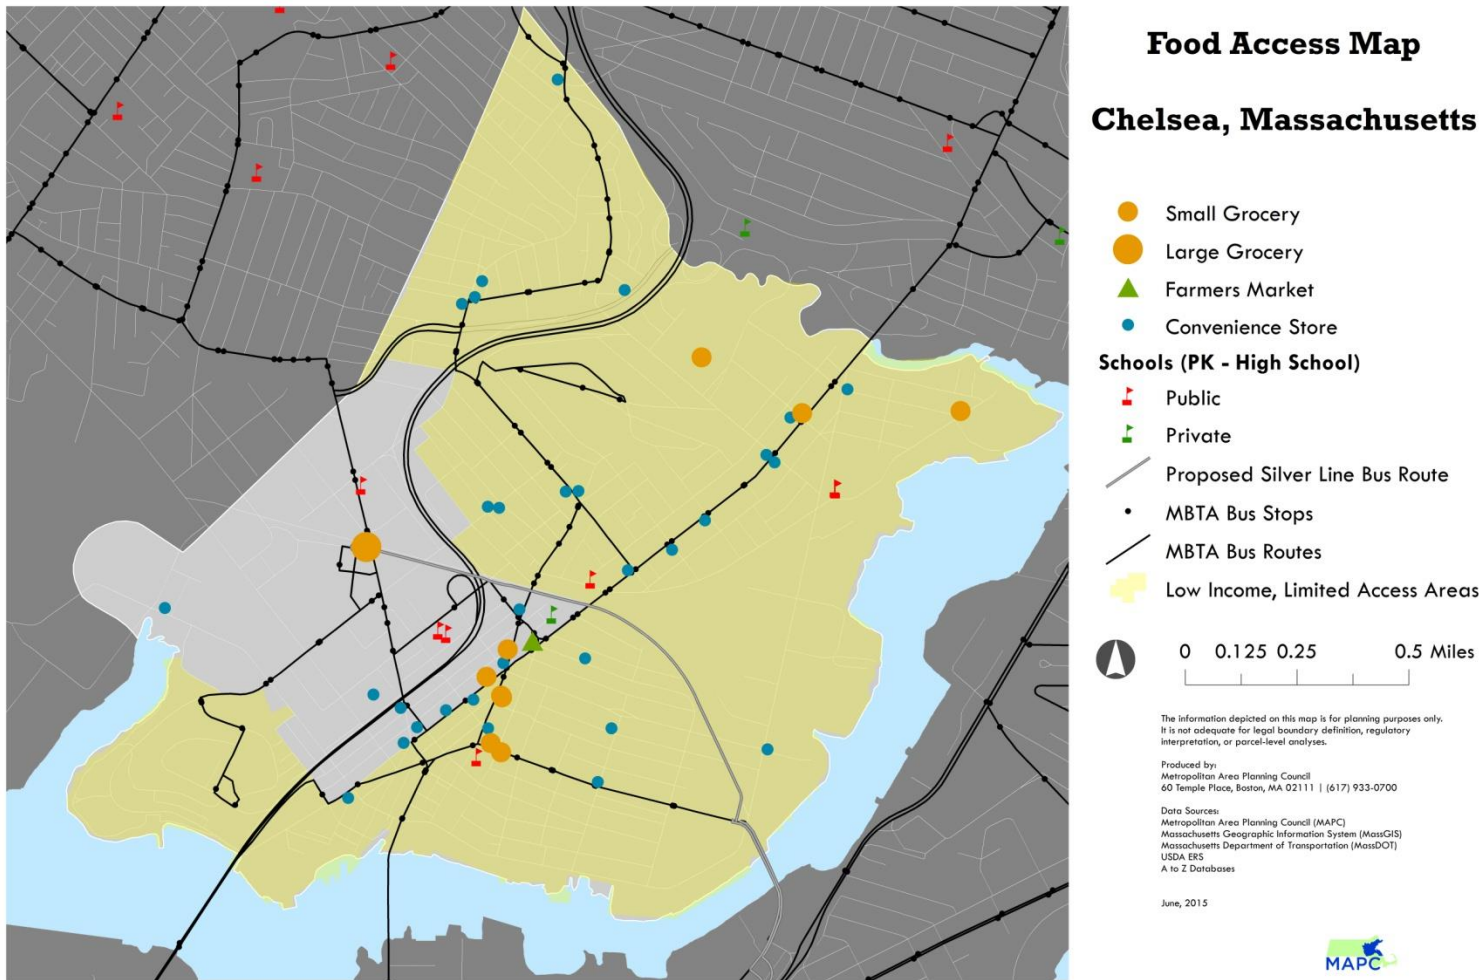 Food Access Map
Chelsea, Massachusetts
Small Grocery
Large Grocery
Farmers Market
Convenience Store
Schools (PK - High School)
Public
Private
Proposed Silver Line Bus Route
MBTA Bus Stops
MBTA Bus Routes
Low Income, Limited Access Areas
0 0.125 0.25 0.5 Miles
The information depicted on this map is for planning purposes only.
It is not adequate for legal boundary definition, regulatory
interpretation, or parcel-level analyses.
Produced by:
Metropolitan Area Planning Council
60 Temple Place, Boston, MA 02111 | (617) 933-0700
Data Sources:
Metropolitan Area Planning Council (MAPC)
Massachusetts Geographic Information System (MassGIS)
Massachusetts Department of Transportation (MassDOT)
USDA ERS
A to Z Databases
June, 2015
MAPC